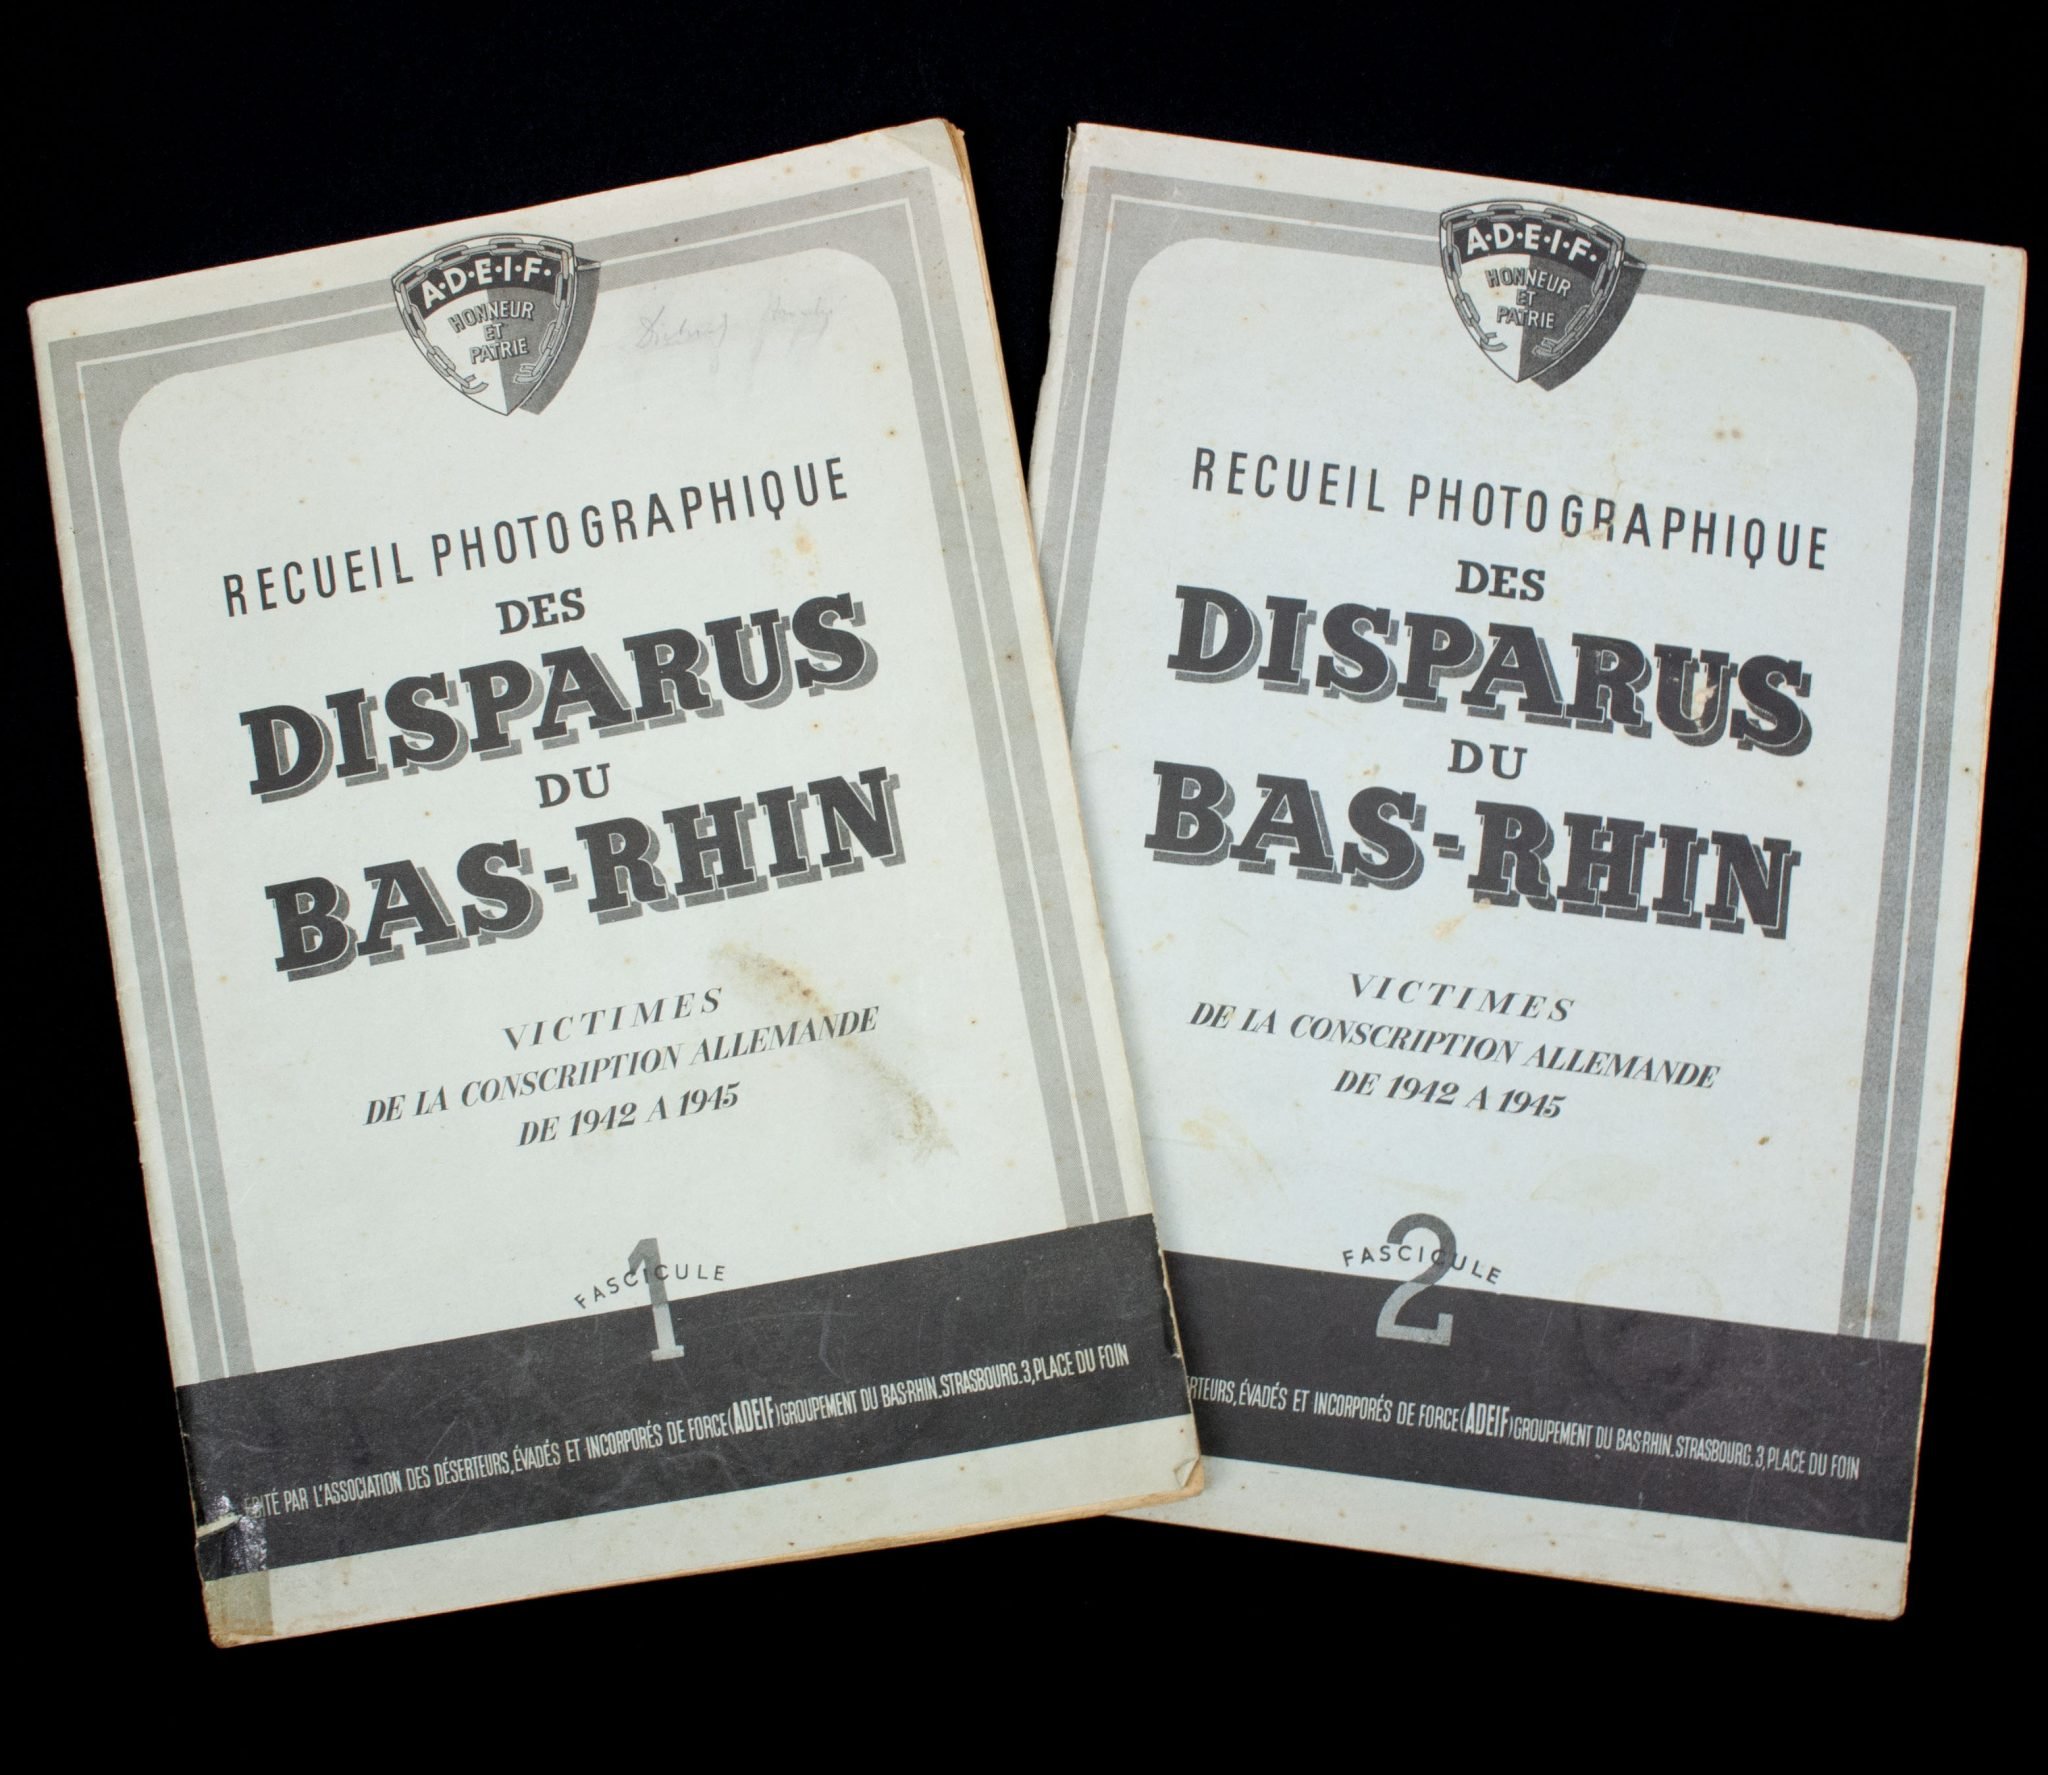 A·D·E·I·F·
HONNEUR
ET
PATRIE
RECUEIL PHOTOGRAPHIQUE
DES
DISPARUS
DU
BAS-RHIN
VICTIMES
DE LA CONSCRIPTION ALLEMANDE
DE 1942 A 1945
FASCICULE
1
ÉDITÉ PAR L'ASSOCIATION DES DÉSERTEURS, ÉVADÉS ET INCORPORÉS DE FORCE (ADEIF) GROUPEMENT DU BAS-RHIN. STRASBOURG. 3, PLACE DU FOIN
A·D·E·I·F·
HONNEUR
ET
PATRIE
RECUEIL PHOTOGRAPHIQUE
DES
DISPARUS
DU
BAS-RHIN
VICTIMES
DE LA CONSCRIPTION ALLEMANDE
DE 1942 A 1945
FASCICULE
2
RTEURS, ÉVADÉS ET INCORPORÉS DE FORCE (ADEIF) GROUPEMENT DU BAS-RHIN. STRASBOURG. 3, PLACE DU FOIN